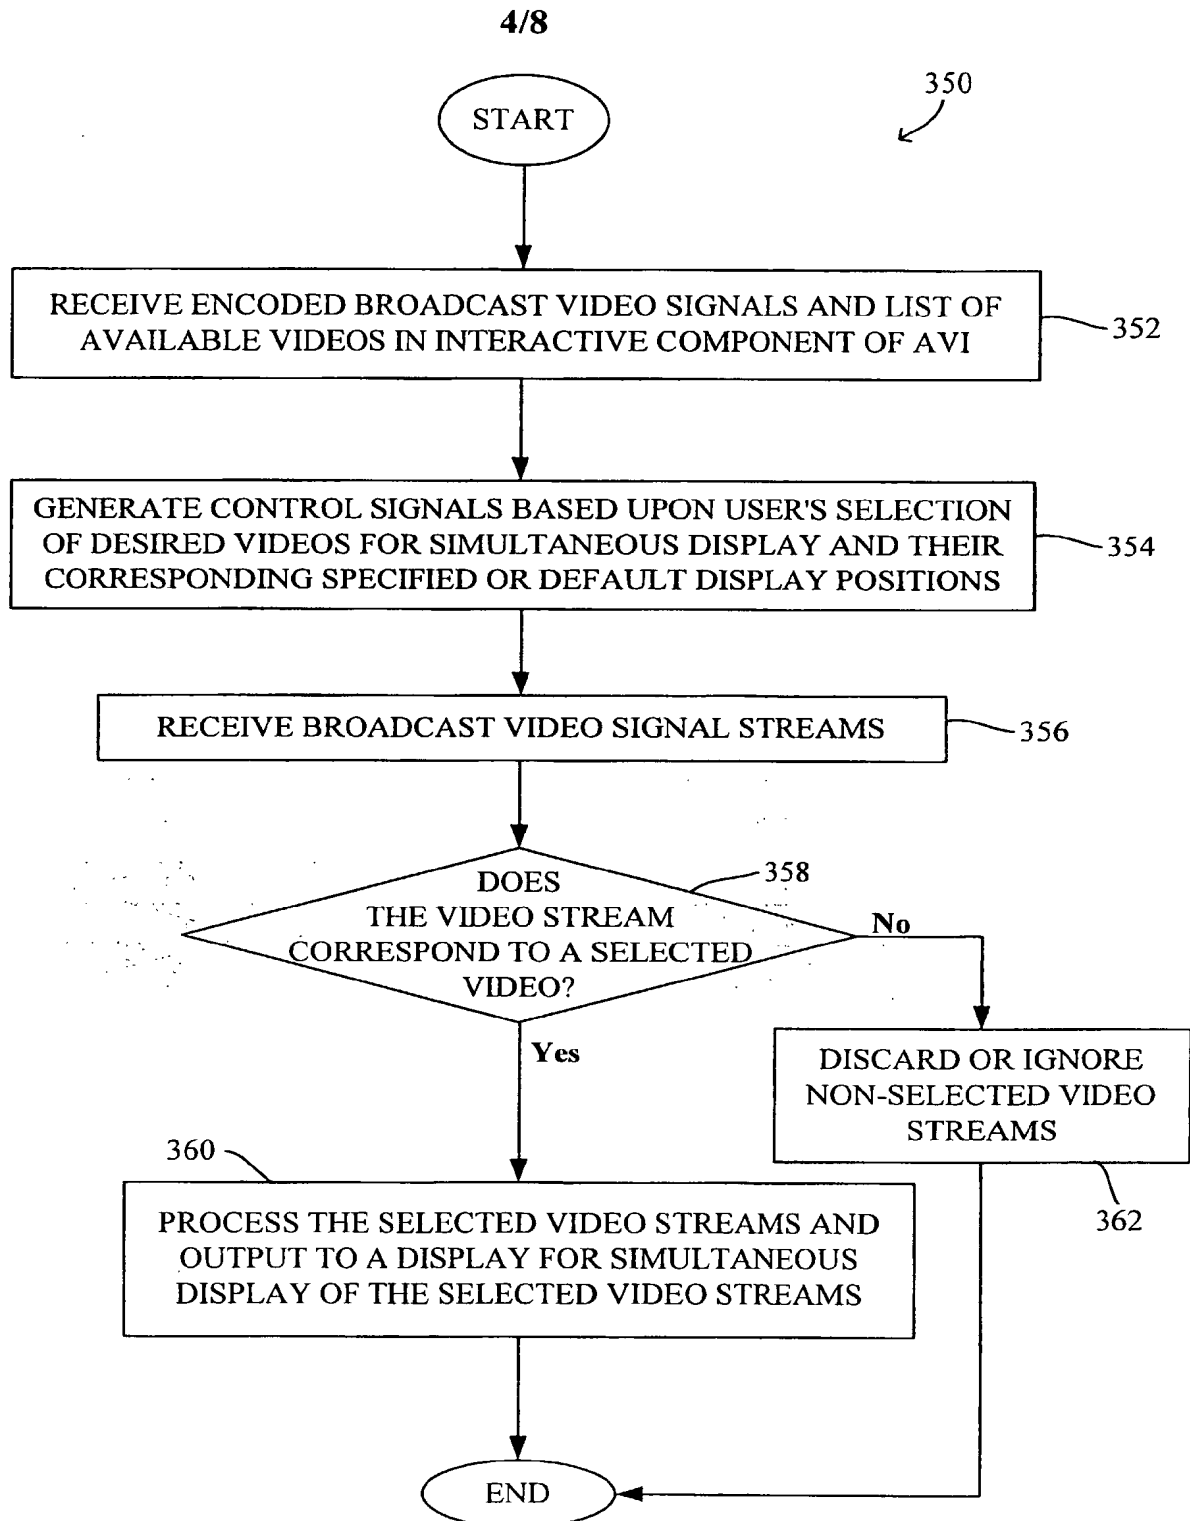 4/8
350
START
RECEIVE ENCODED BROADCAST VIDEO SIGNALS AND LIST OF
AVAILABLE VIDEOS IN INTERACTIVE COMPONENT OF AVI
352
GENERATE CONTROL SIGNALS BASED UPON USER'S SELECTION
OF DESIRED VIDEOS FOR SIMULTANEOUS DISPLAY AND THEIR
CORRESPONDING SPECIFIED OR DEFAULT DISPLAY POSITIONS
354
RECEIVE BROADCAST VIDEO SIGNAL STREAMS
356
358
DOES
THE VIDEO STREAM
CORRESPOND TO A SELECTED
VIDEO?
No
Yes
DISCARD OR IGNORE
NON-SELECTED VIDEO
STREAMS
362
360
PROCESS THE SELECTED VIDEO STREAMS AND
OUTPUT TO A DISPLAY FOR SIMULTANEOUS
DISPLAY OF THE SELECTED VIDEO STREAMS
END